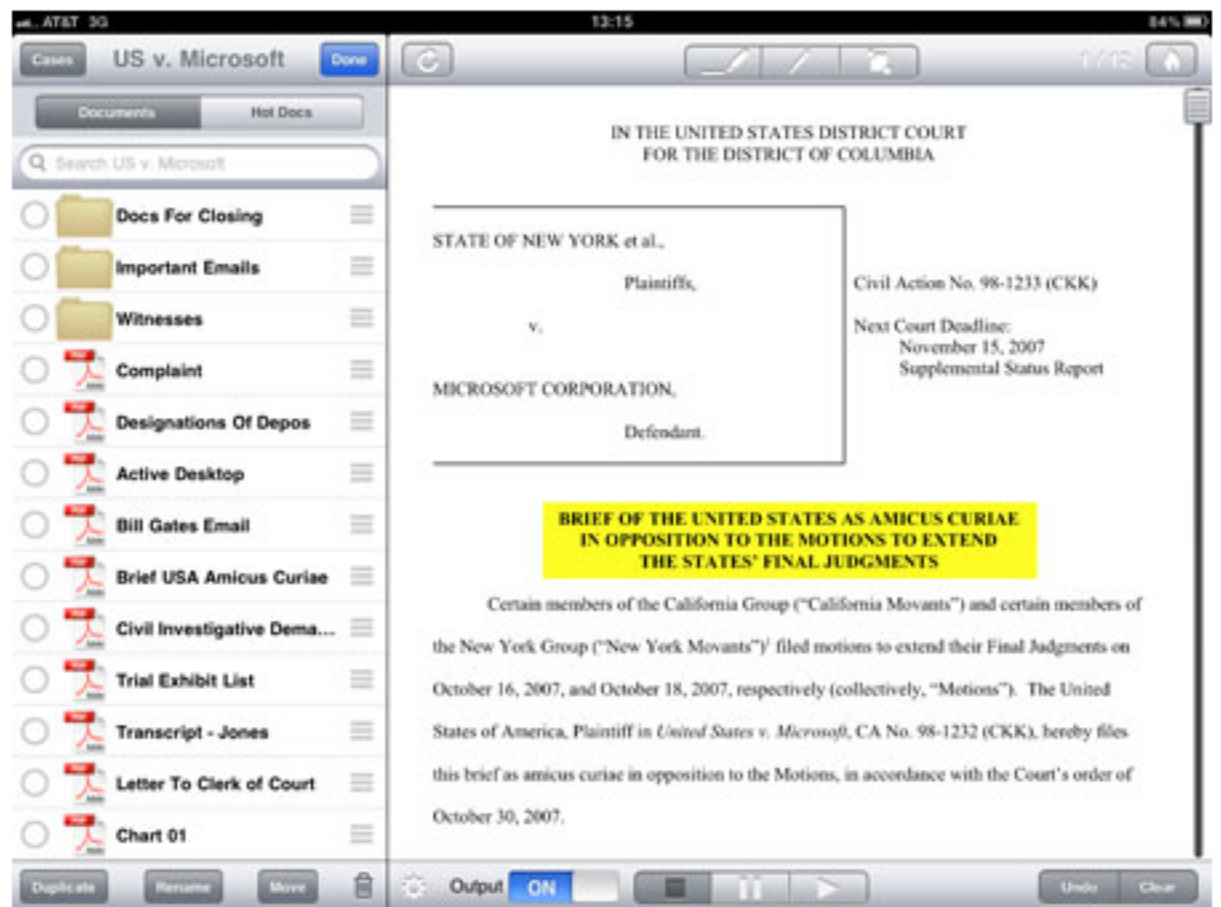 AT&T 3G
13:15
84%
Cases
US v. Microsoft
Done
Documents
Hot Docs
Search US v. Microsoft
Docs For Closing
Important Emails
Witnesses
Complaint
Designations Of Depos
Active Desktop
Bill Gates Email
Brief USA Amicus Curiae
Civil Investigative Dema...
Trial Exhibit List
Transcript - Jones
Letter To Clerk of Court
Chart 01
Duplicate
Rename
Move
IN THE UNITED STATES DISTRICT COURT
FOR THE DISTRICT OF COLUMBIA
STATE OF NEW YORK et al.,
Plaintiffs,
v.
MICROSOFT CORPORATION,
Defendant.
Civil Action No. 98-1233 (CKK)
Next Court Deadline:
November 15, 2007
Supplemental Status Report
BRIEF OF THE UNITED STATES AS AMICUS CURIAE
IN OPPOSITION TO THE MOTIONS TO EXTEND
THE STATES’ FINAL JUDGMENTS
Certain members of the California Group (“California Movants”) and certain members of
the New York Group (“New York Movants”)¹ filed motions to extend their Final Judgments on
October 16, 2007, and October 18, 2007, respectively (collectively, “Motions”). The United
States of America, Plaintiff in United States v. Microsoft, CA No. 98-1232 (CKK), hereby files
this brief as amicus curiae in opposition to the Motions, in accordance with the Court’s order of
October 30, 2007.
Output
ON
Undo
Clear